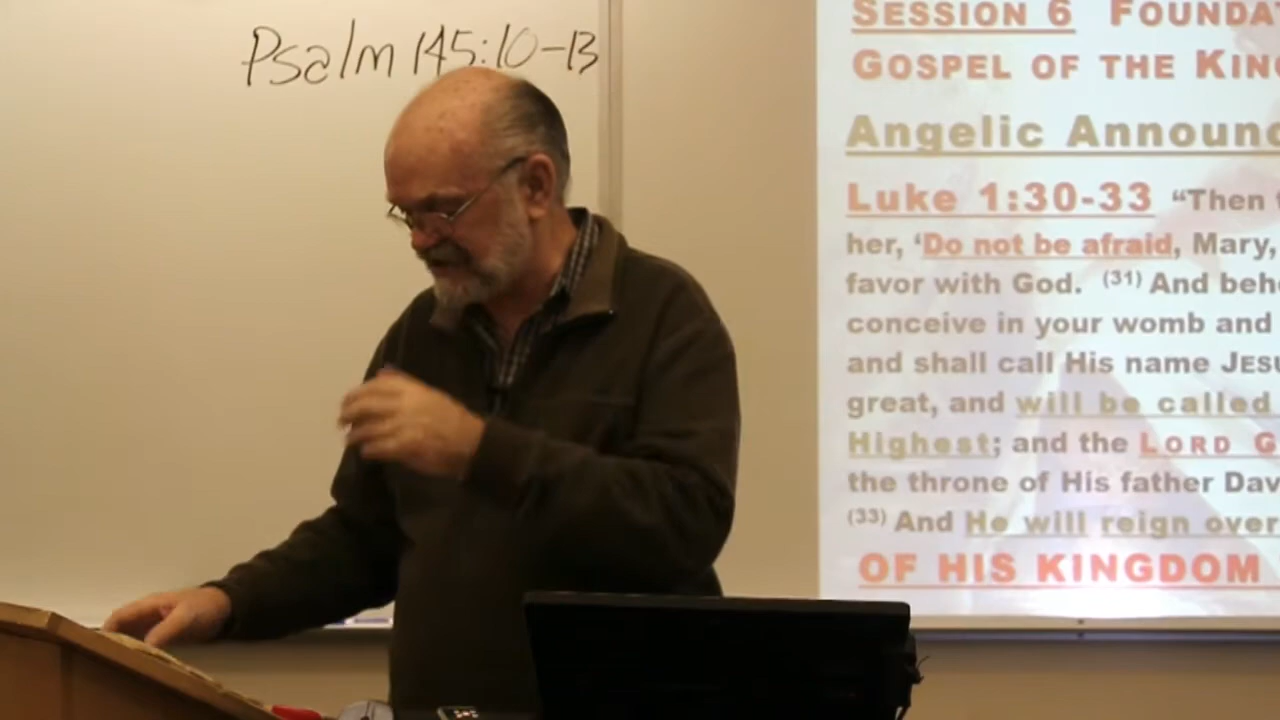 Psalm 145:10-13
SESSION 6 FOUNDAT
GOSPEL OF THE KING
Angelic Announc
Luke 1:30-33 “Then
her, ‘Do not be afraid, Mary,
favor with God. (31) And beh
conceive in your womb and
and shall call His name JESU
great, and will be called
Highest; and the LORD G
the throne of His father Dav
(33) And He will reign over
OF HIS KINGDOM